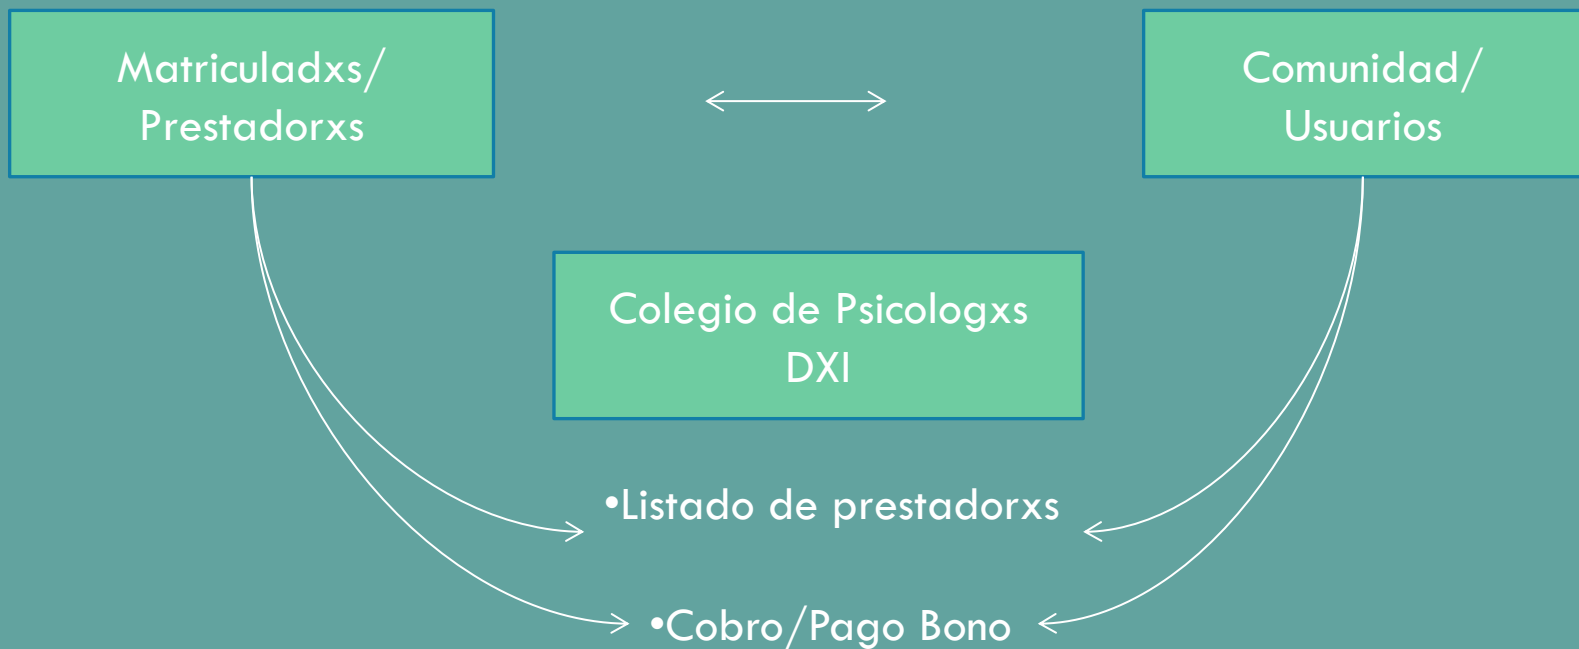 Matriculadxs/
Prestadorxs
Comunidad/
Usuarios
Colegio de Psicologxs
DXI
•Listado de prestadorxs
•Cobro/Pago Bono